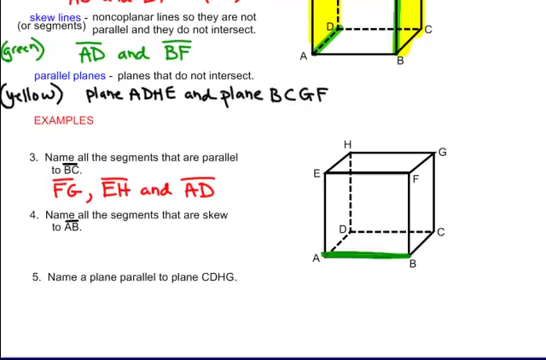 skew lines - noncoplanar lines so they are not
(or segments) parallel and they do not intersect.
(green) AD and BF
D
C
A
B
parallel planes - planes that do not intersect.
(yellow) plane ADHE and plane BCGF
EXAMPLES
3. Name all the segments that are parallel
to BC.
FG, EH and AD
4. Name all the segments that are skew
to AB.
5. Name a plane parallel to plane CDHG.
H
G
E
F
D
C
A
B